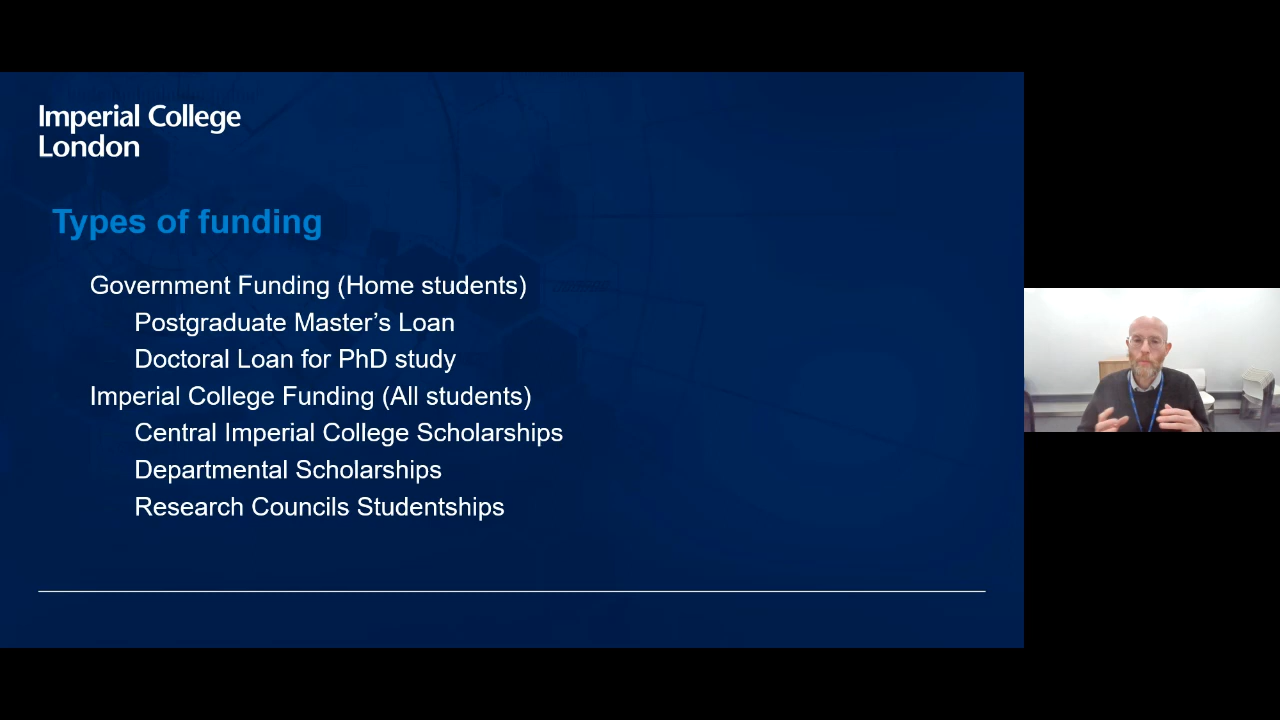 Imperial College
London
Types of funding
Government Funding (Home students)
Postgraduate Master’s Loan
Doctoral Loan for PhD study
Imperial College Funding (All students)
Central Imperial College Scholarships
Departmental Scholarships
Research Councils Studentships